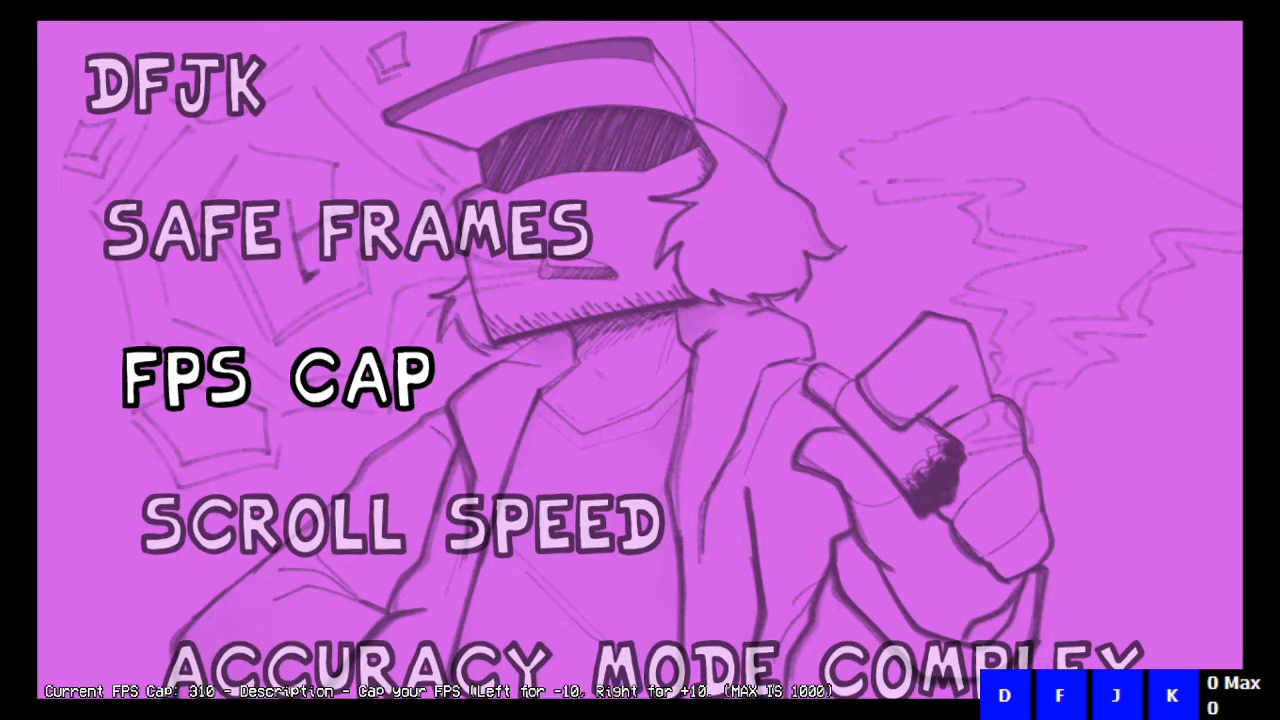 DFJK
SAFE FRAMES
FPS CAP
SCROLL SPEED
ACCURACY MODE COMPLEX
Current FPS Cap: 310 - Description - Cap your FPS (Left for -10, Right for +10. (MAX IS 1000)
D F J K
0 Max
0